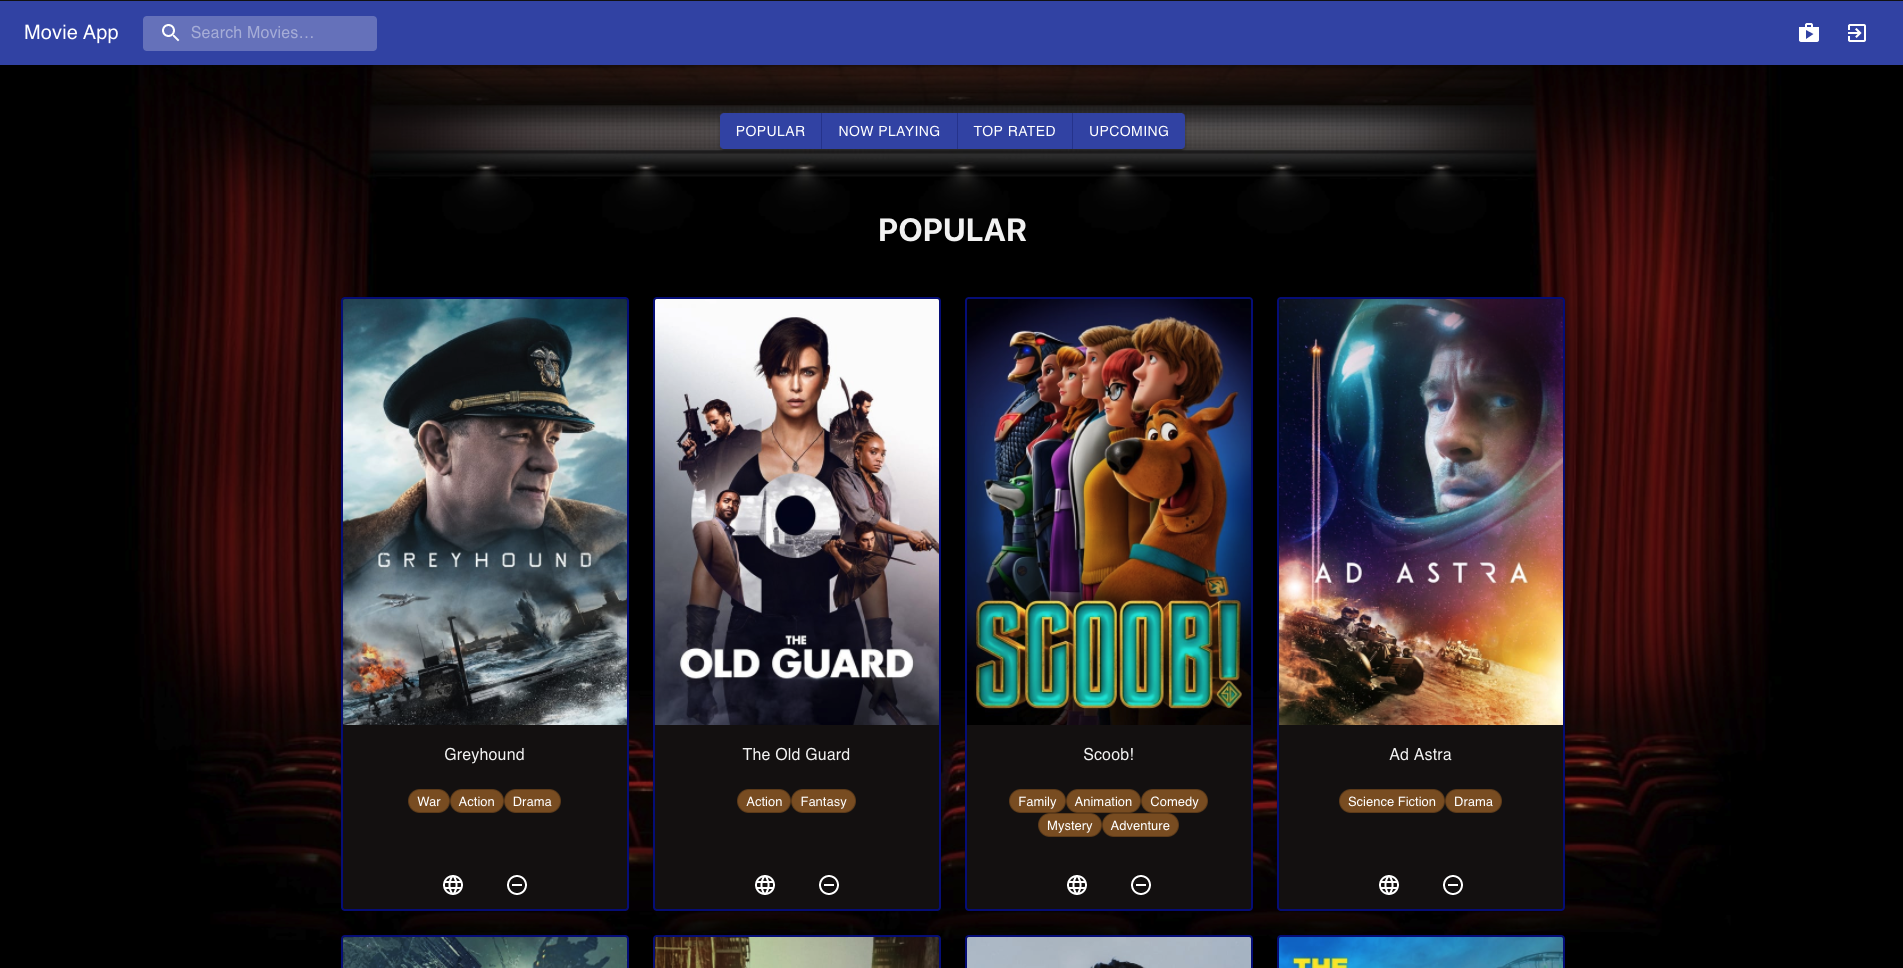 Movie App
Search Movies...
POPULAR
NOW PLAYING
TOP RATED
UPCOMING
POPULAR
GREYHOUND
THE
OLD GUARD
SCOOB!
SD
AD ASTRA
Greyhound
The Old Guard
Scoob!
Ad Astra
War Action Drama
Action Fantasy
Family Animation Comedy
Mystery Adventure
Science Fiction Drama
THE